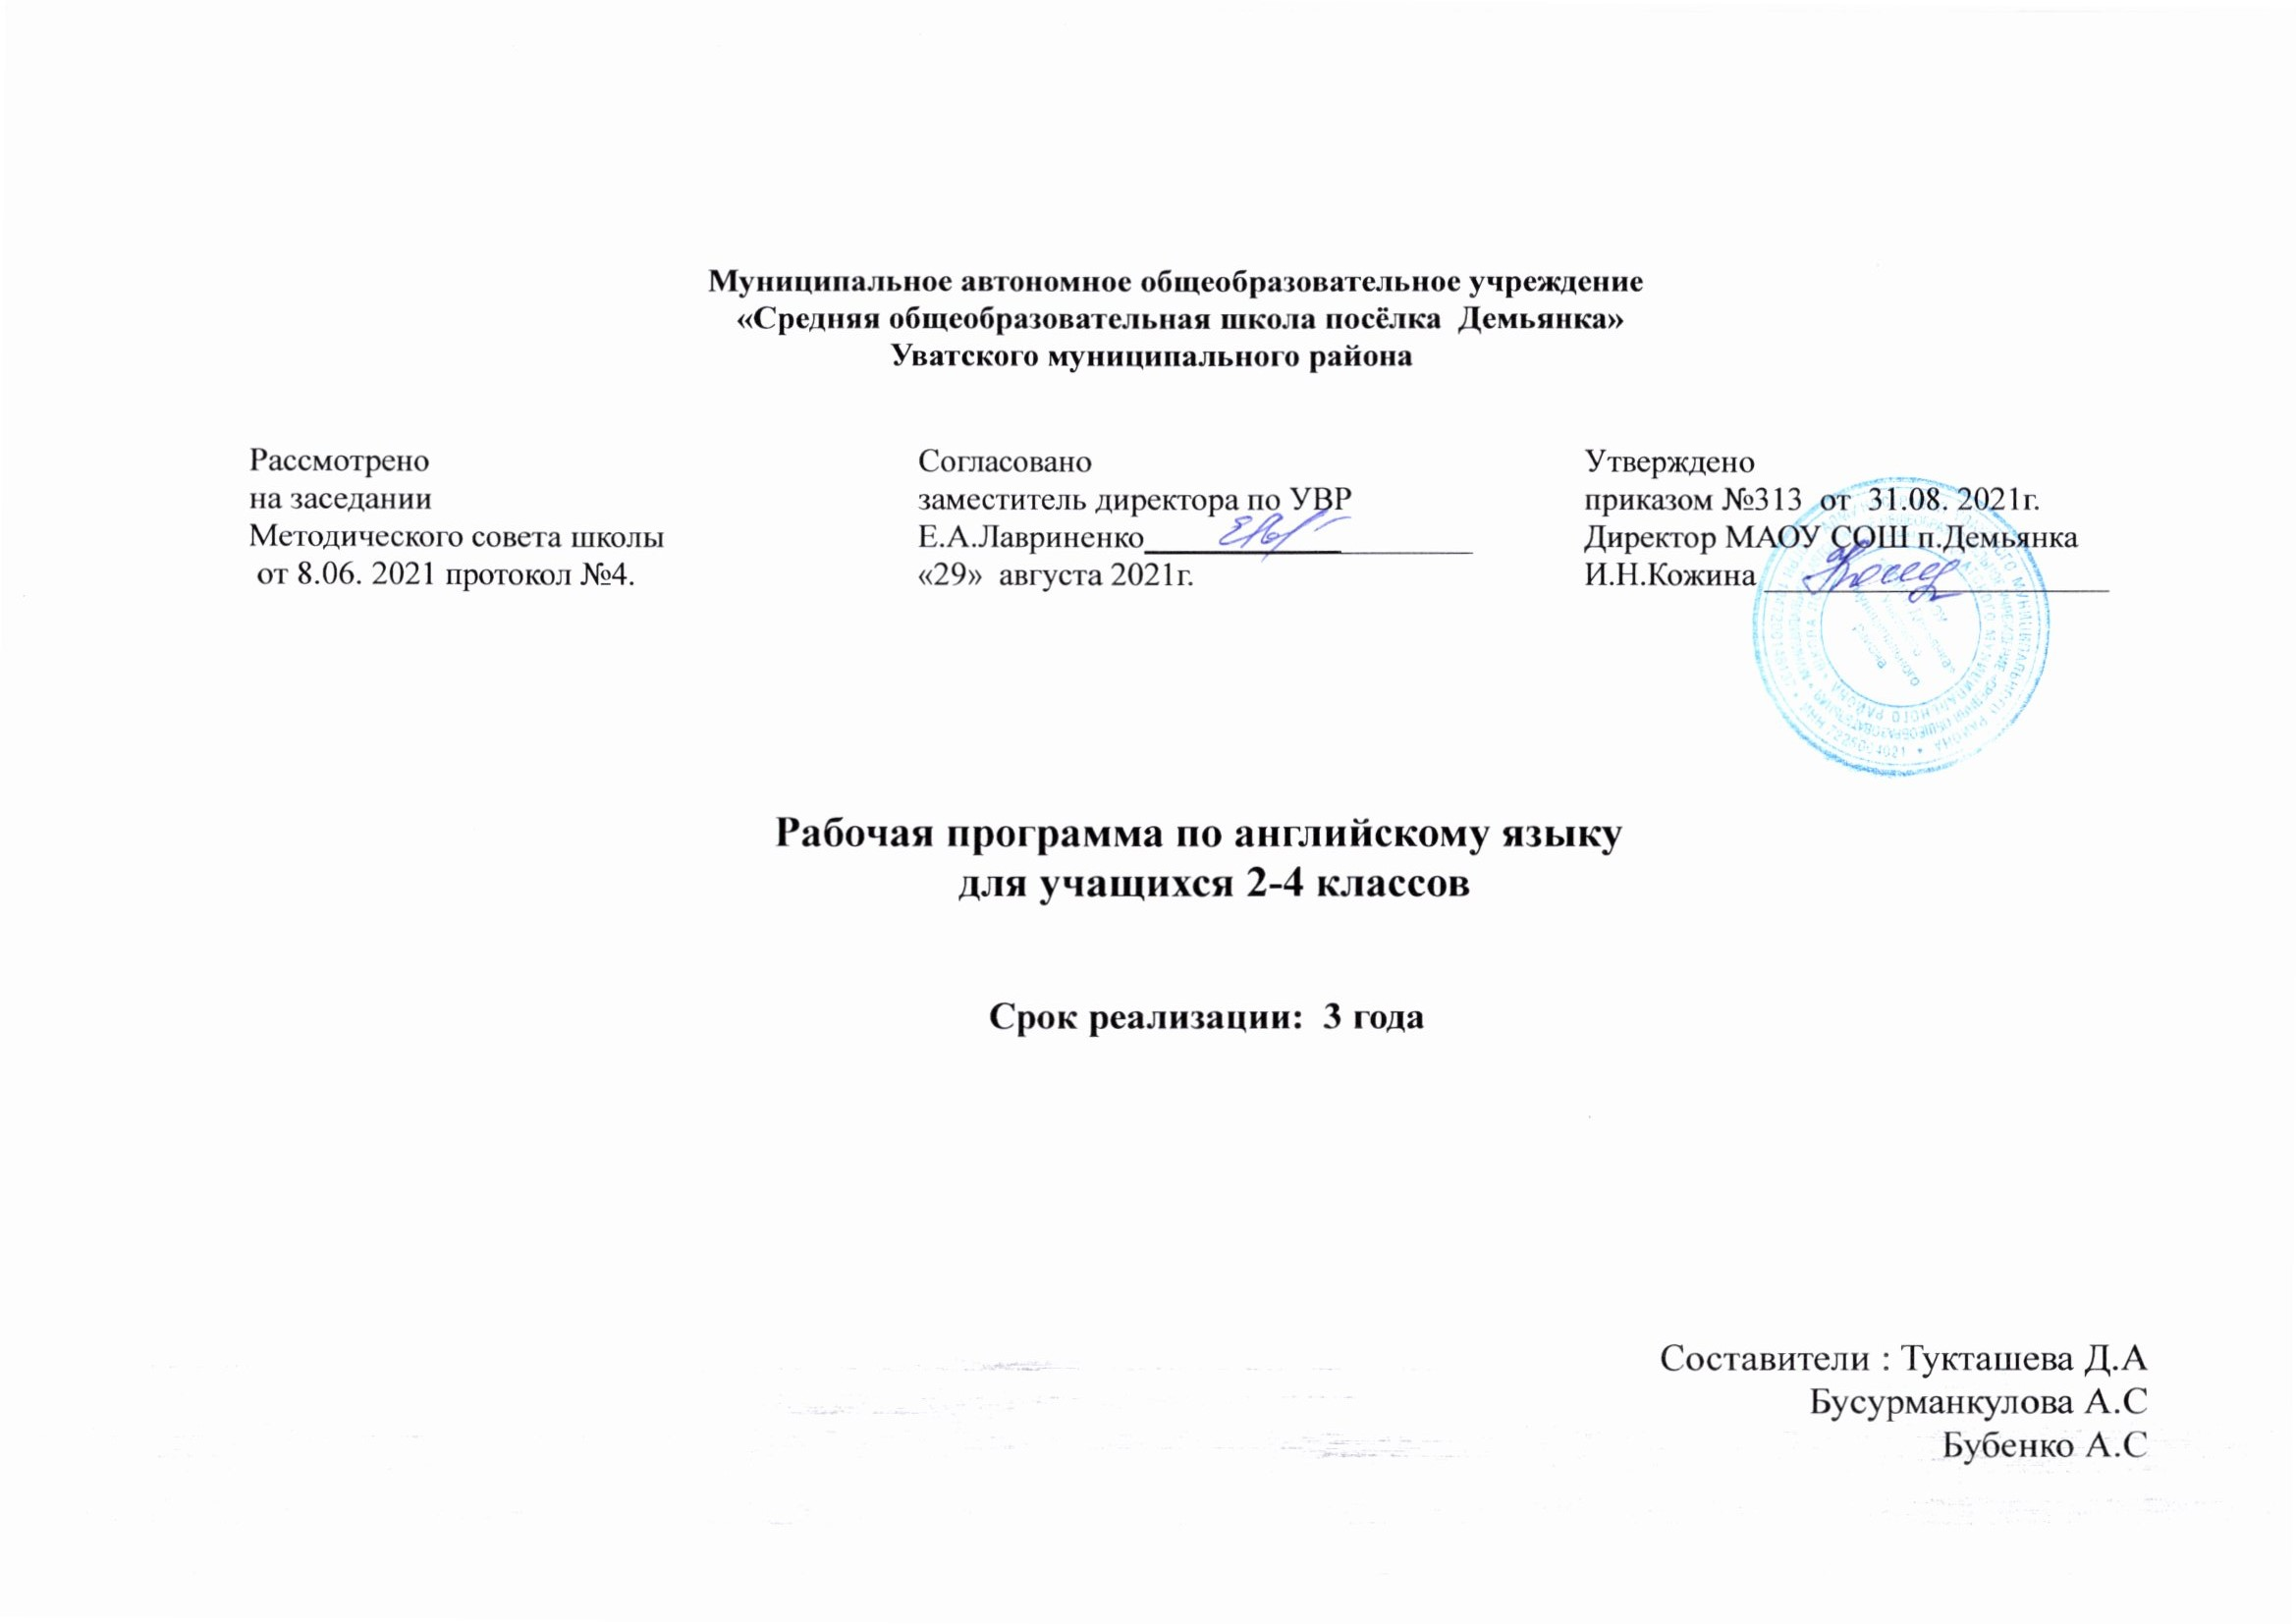 Муниципальное автономное общеобразовательное учреждение
«Средняя общеобразовательная школа посёлка Демьянка»
Уватского муниципального района
Рассмотрено
на заседании
Методического совета школы
от 8.06. 2021 протокол №4.
Согласовано
заместитель директора по УВР
Е.А.Лавриненко
«29» августа 2021г.
Утверждено
приказом №313 от 31.08. 2021г.
Директор МАОУ СОШ п.Демьянка
И.Н.Кожина
Рабочая программа по английскому языку
для учащихся 2-4 классов
Срок реализации: 3 года
Составители : Тукташева Д.А
Бусурманкулова А.С
Бубенко А.С